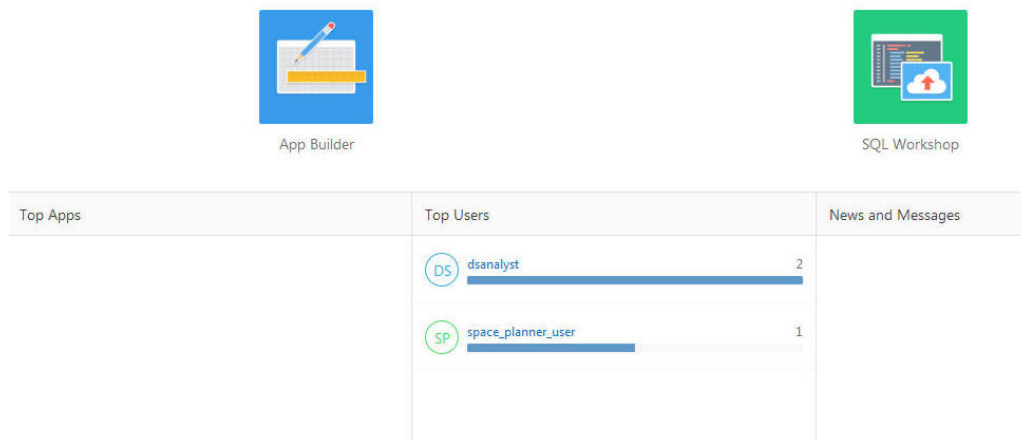 App Builder
SQL Workshop
Top Apps
Top Users
News and Messages
DS
dsanalyst
2
SP
space_planner_user
1